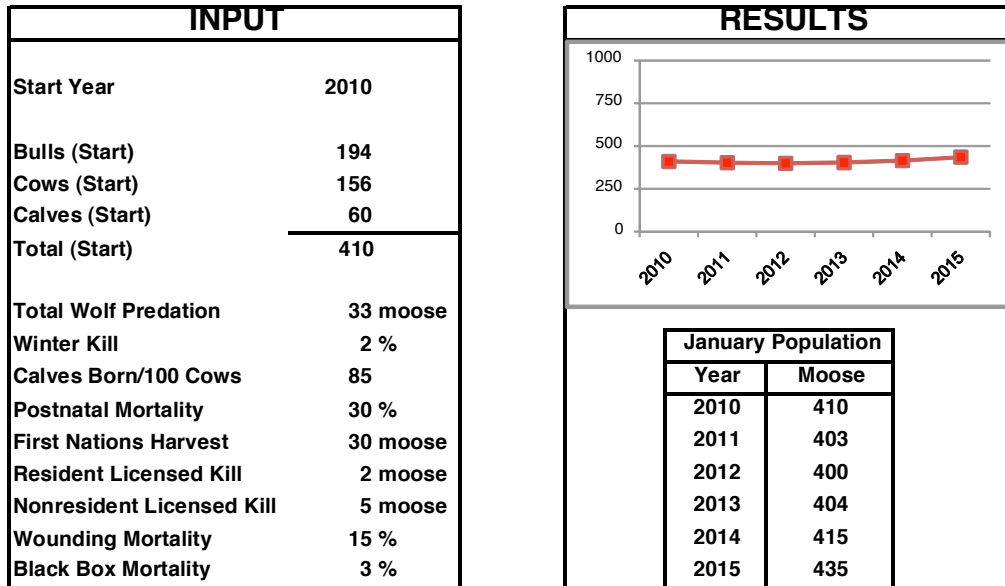 INPUT
Start Year 2010
Bulls (Start) 194
Cows (Start) 156
Calves (Start) 60
Total (Start) 410
Total Wolf Predation 33 moose
Winter Kill 2 %
Calves Born/100 Cows 85
Postnatal Mortality 30 %
First Nations Harvest 30 moose
Resident Licensed Kill 2 moose
Nonresident Licensed Kill 5 moose
Wounding Mortality 15 %
Black Box Mortality 3 %
RESULTS
1000
750
500
250
0
2010 2011 2012 2013 2014 2015
January Population
Year Moose
2010 410
2011 403
2012 400
2013 404
2014 415
2015 435